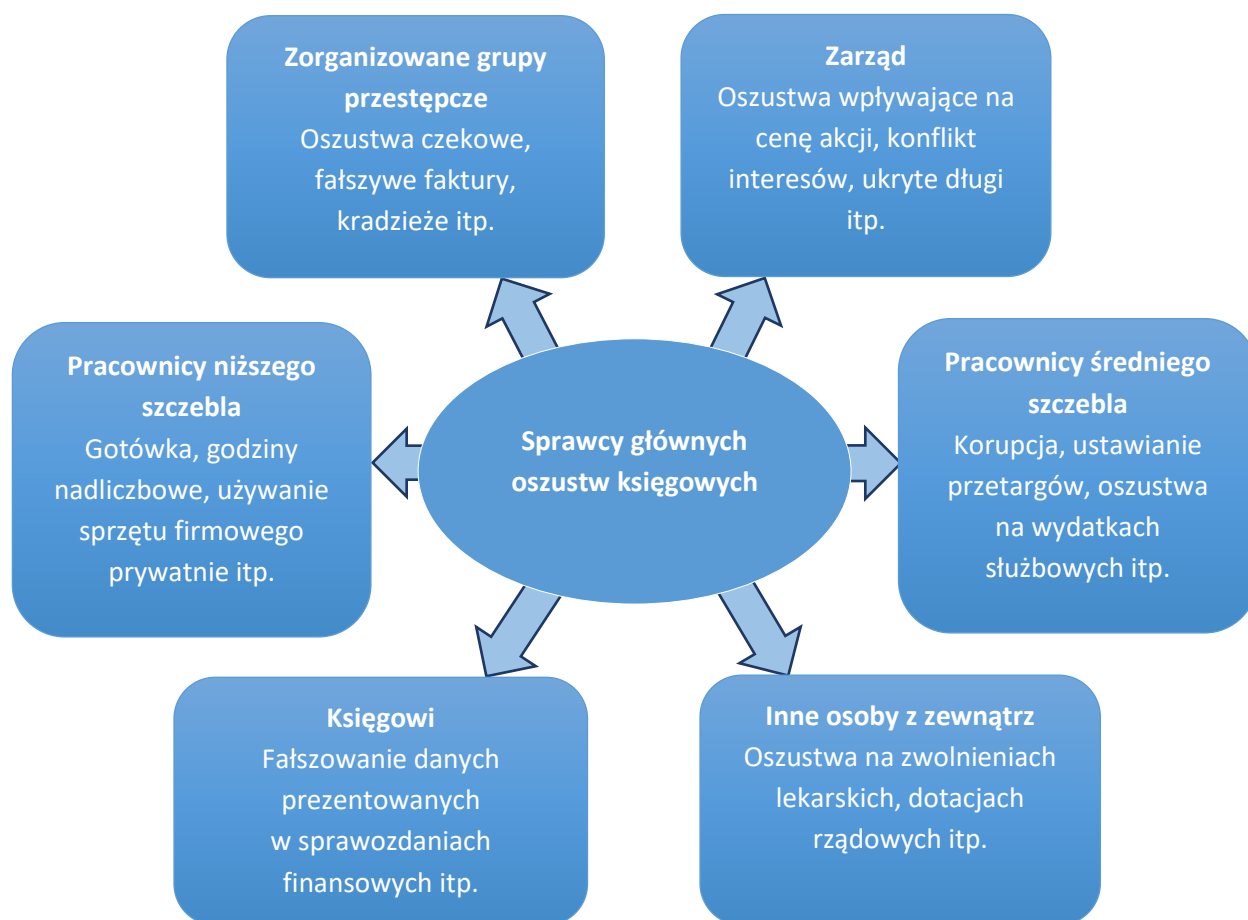 Zorganizowane grupy
przestępcze
Oszustwa czekowe,
fałszywe faktury,
kradzieże itp.
Zarząd
Oszustwa wpływające na
cenę akcji, konflikt
interesów, ukryte długi
itp.
Pracownicy niższego
szczebla
Gotówka, godziny
nadliczbowe, używanie
sprzętu firmowego
prywatnie itp.
Sprawcy głównych
oszustw księgowych
Pracownicy średniego
szczebla
Korupcja, ustawianie
przetargów, oszustwa
na wydatkach
służbowych itp.
Księgowi
Fałszowanie danych
prezentowanych
w sprawozdaniach
finansowych itp.
Inne osoby z zewnątrz
Oszustwa na zwolnieniach
lekarskich, dotacjach
rządowych itp.